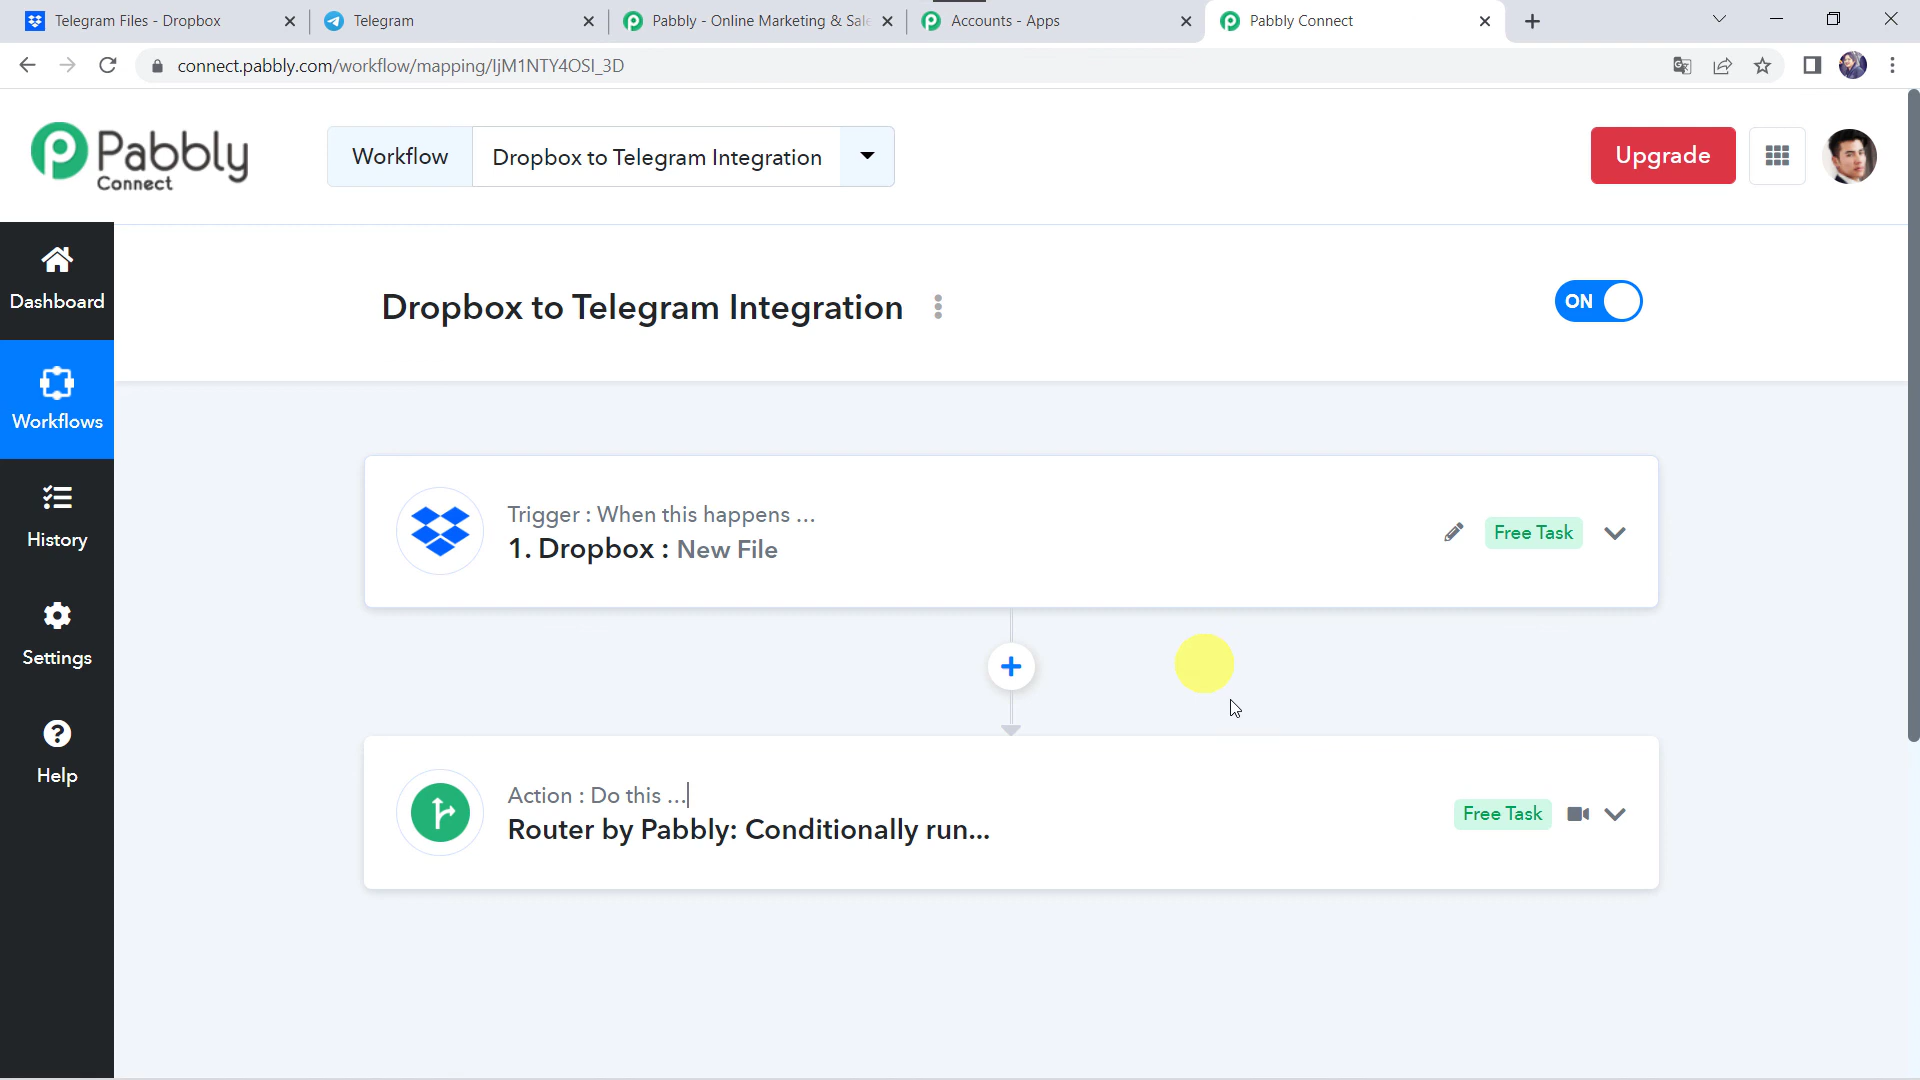 Telegram Files - Dropbox
Telegram
Pabbly - Online Marketing & Sale
Accounts - Apps
Pabbly Connect
connect.pabbly.com/workflow/mapping/IjM1NTY4OSI_3D
Pabbly
Connect
Workflow
Dropbox to Telegram Integration
Upgrade
Dashboard
Workflows
History
Settings
Help
Dropbox to Telegram Integration
ON
Trigger : When this happens ...
1. Dropbox : New File
Free Task
Action : Do this ...
Router by Pabbly: Conditionally run...
Free Task